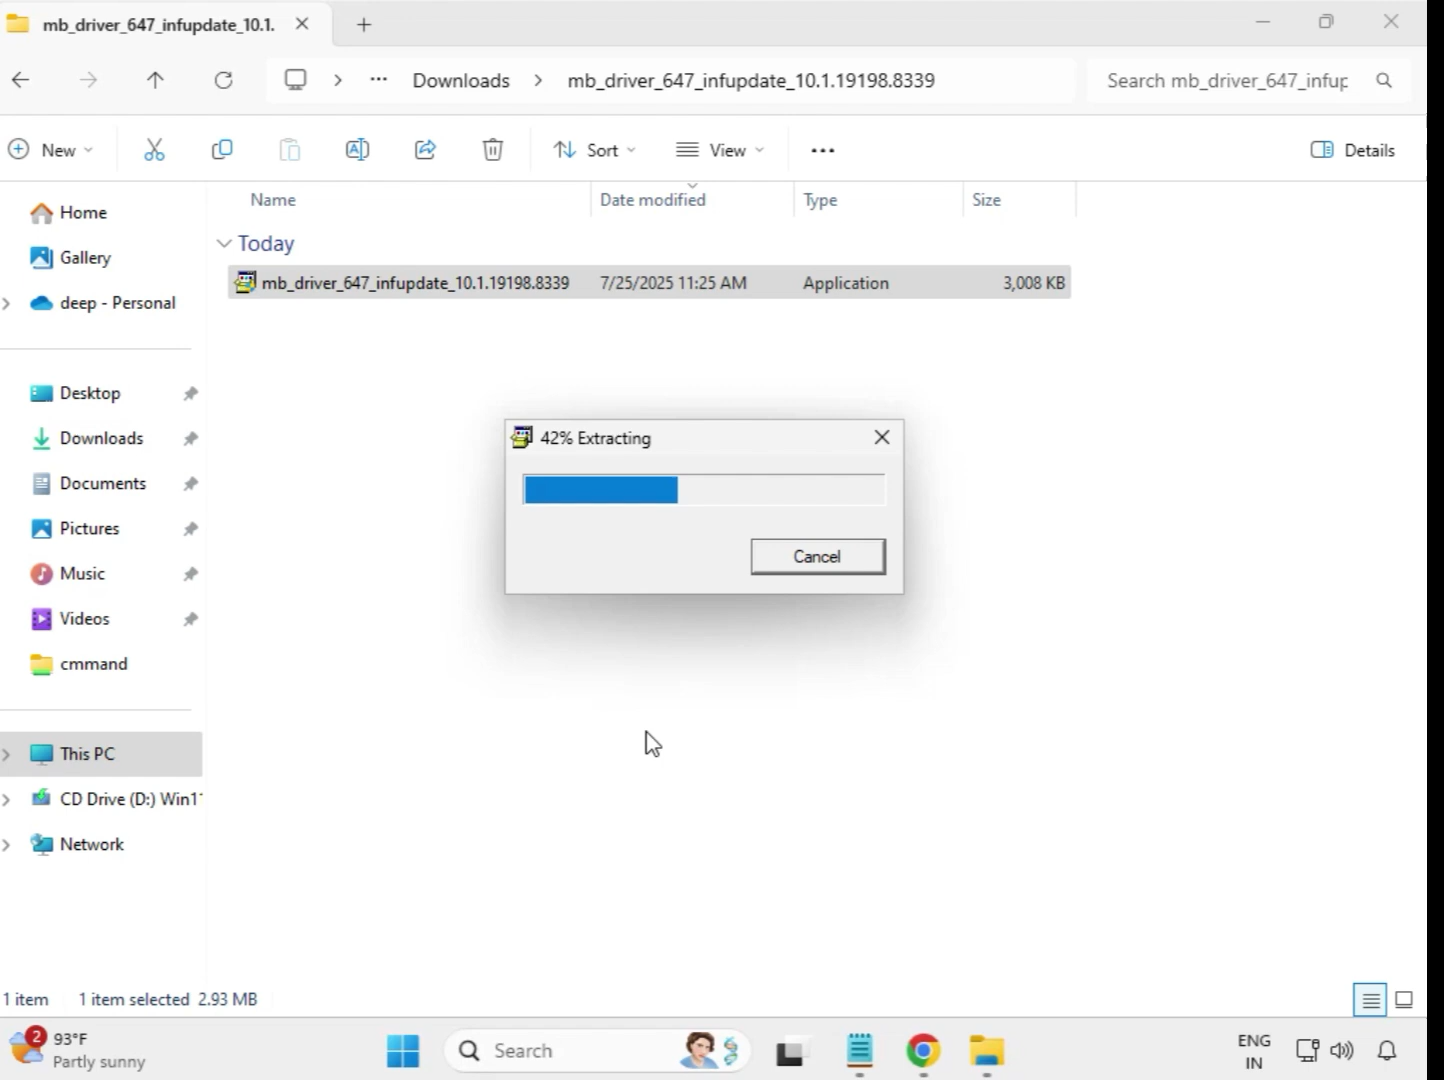 mb_driver_647_infupdate_10.1.
Downloads
mb_driver_647_infupdate_10.1.19198.8339
Search mb_driver_647_infup
New
Sort
View
Details
Home
Gallery
deep - Personal
Desktop
Downloads
Documents
Pictures
Music
Videos
cmmand
This PC
CD Drive (D:) Win1
Network
Name
Date modified
Type
Size
Today
mb_driver_647_infupdate_10.1.19198.8339 7/25/2025 11:25 AM Application 3,008 KB
42% Extracting
Cancel
1 item 1 item selected 2.93 MB
2
93°F
Partly sunny
Search
ENG
IN